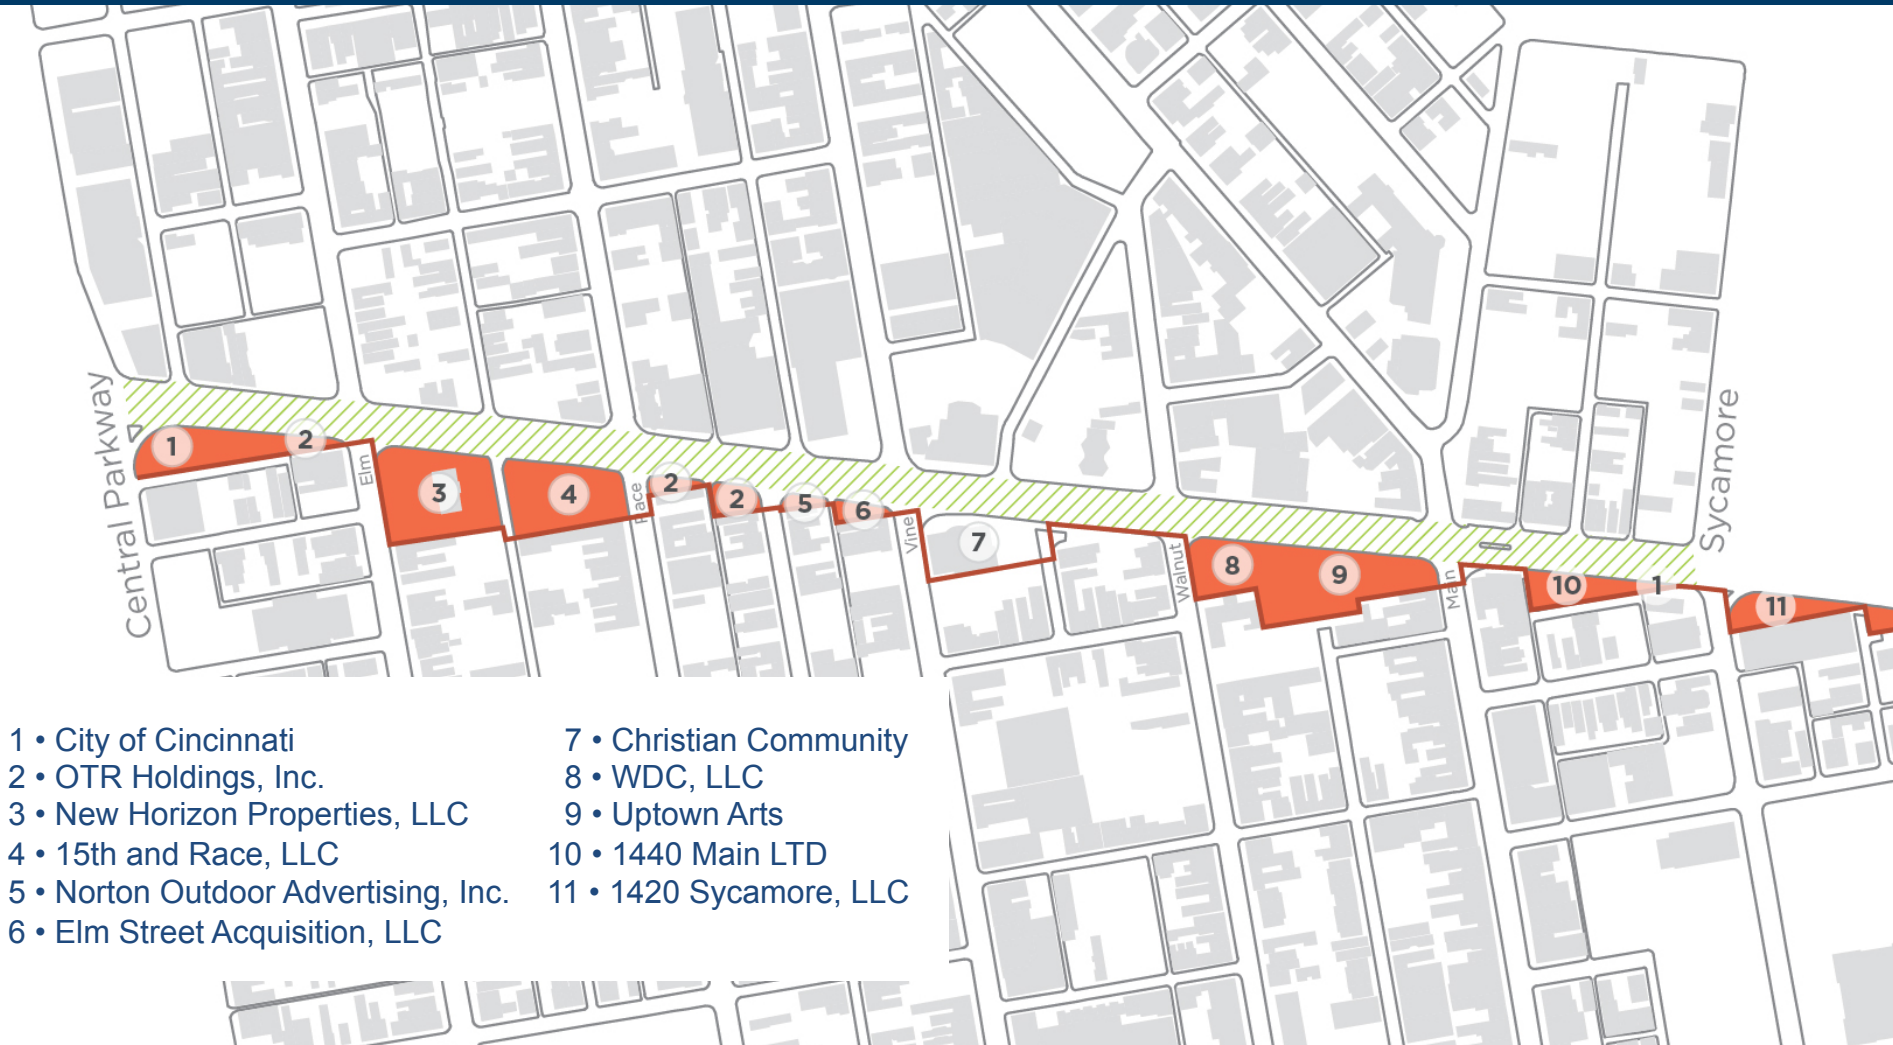 Central Parkway
1
2
Elm
3
4
Race
2
2
5
6
Vine
7
Walnut
8
9
Main
10
1
Sycamore
11
1 • City of Cincinnati
2 • OTR Holdings, Inc.
3 • New Horizon Properties, LLC
4 • 15th and Race, LLC
5 • Norton Outdoor Advertising, Inc.
6 • Elm Street Acquisition, LLC
7 • Christian Community
8 • WDC, LLC
9 • Uptown Arts
10 • 1440 Main LTD
11 • 1420 Sycamore, LLC